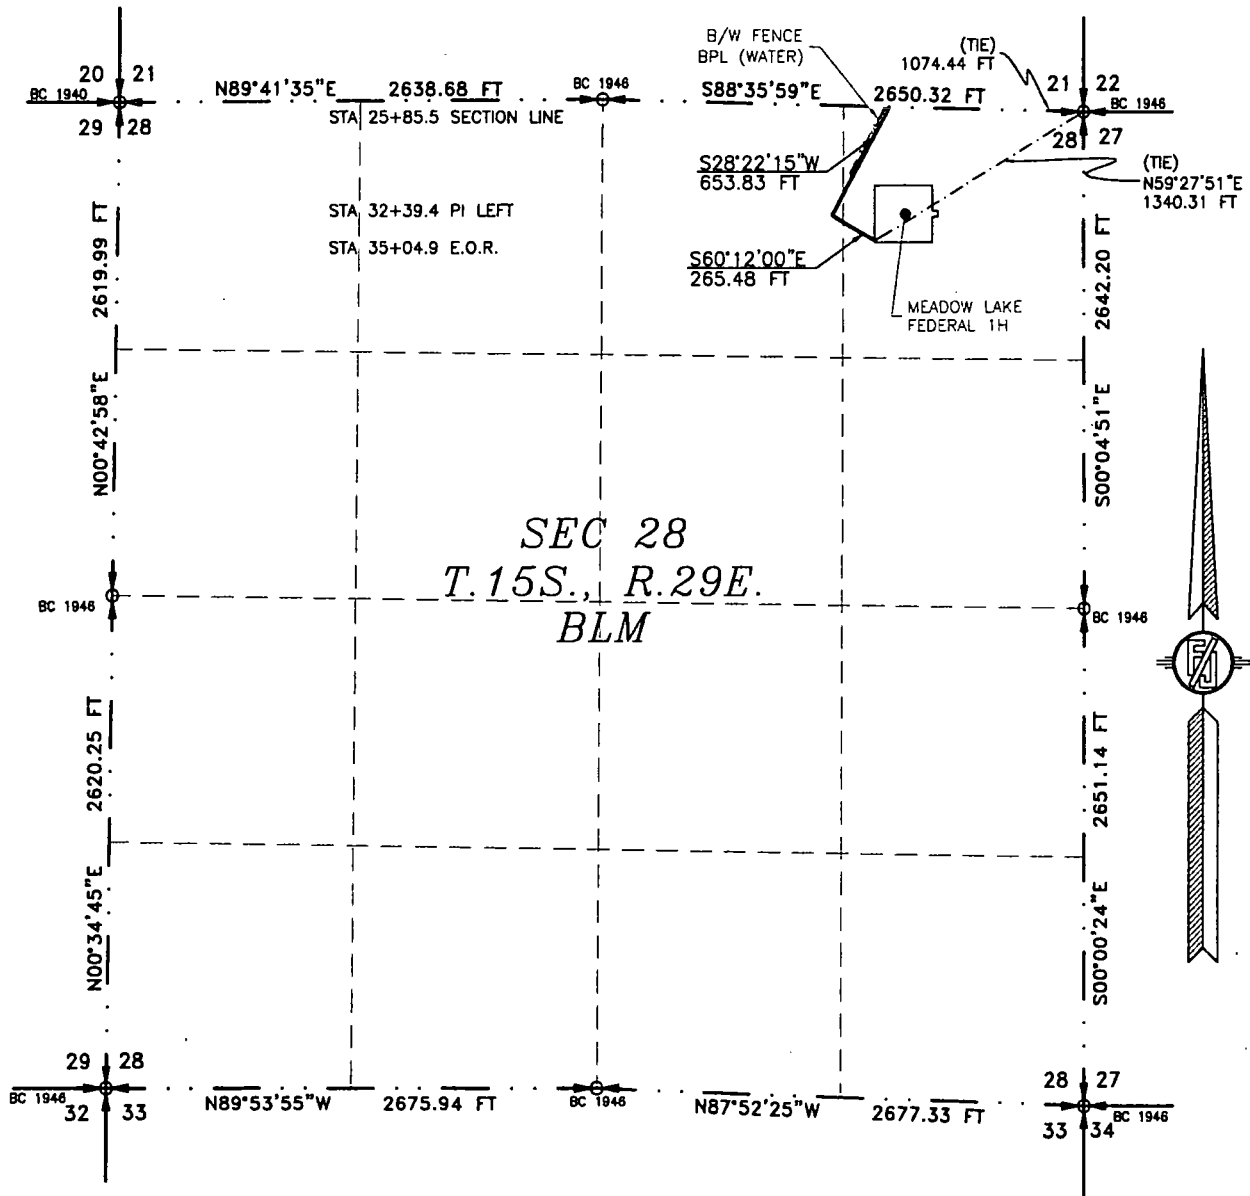 B/W FENCE
BPL (WATER)
(TIE)
1074.44 FT
20 21
21 22
BC 1940
N89°41'35"E 2638.68 FT
BC 1946
S88°35'59"E 2650.32 FT
BC 1946
29 28
STA 25+85.5 SECTION LINE
28 27
(TIE)
N59°27'51"E
1340.31 FT
S28°22'15"W
653.83 FT
STA 32+39.4 PI LEFT
STA 35+04.9 E.O.R.
S60°12'00"E
265.48 FT
MEADOW LAKE
FEDERAL 1H
N00°42'58"E 2619.99 FT
S00°04'51"E 2642.20 FT
SEC 28
T.15S., R.29E.
BLM
BC 1946
BC 1946
N00°34'45"E 2620.25 FT
S00°00'24"E 2651.14 FT
29 28
28 27
BC 1946
32 33
N89°53'55"W 2675.94 FT
BC 1946
N87°52'25"W 2677.33 FT
33 34
BC 1946